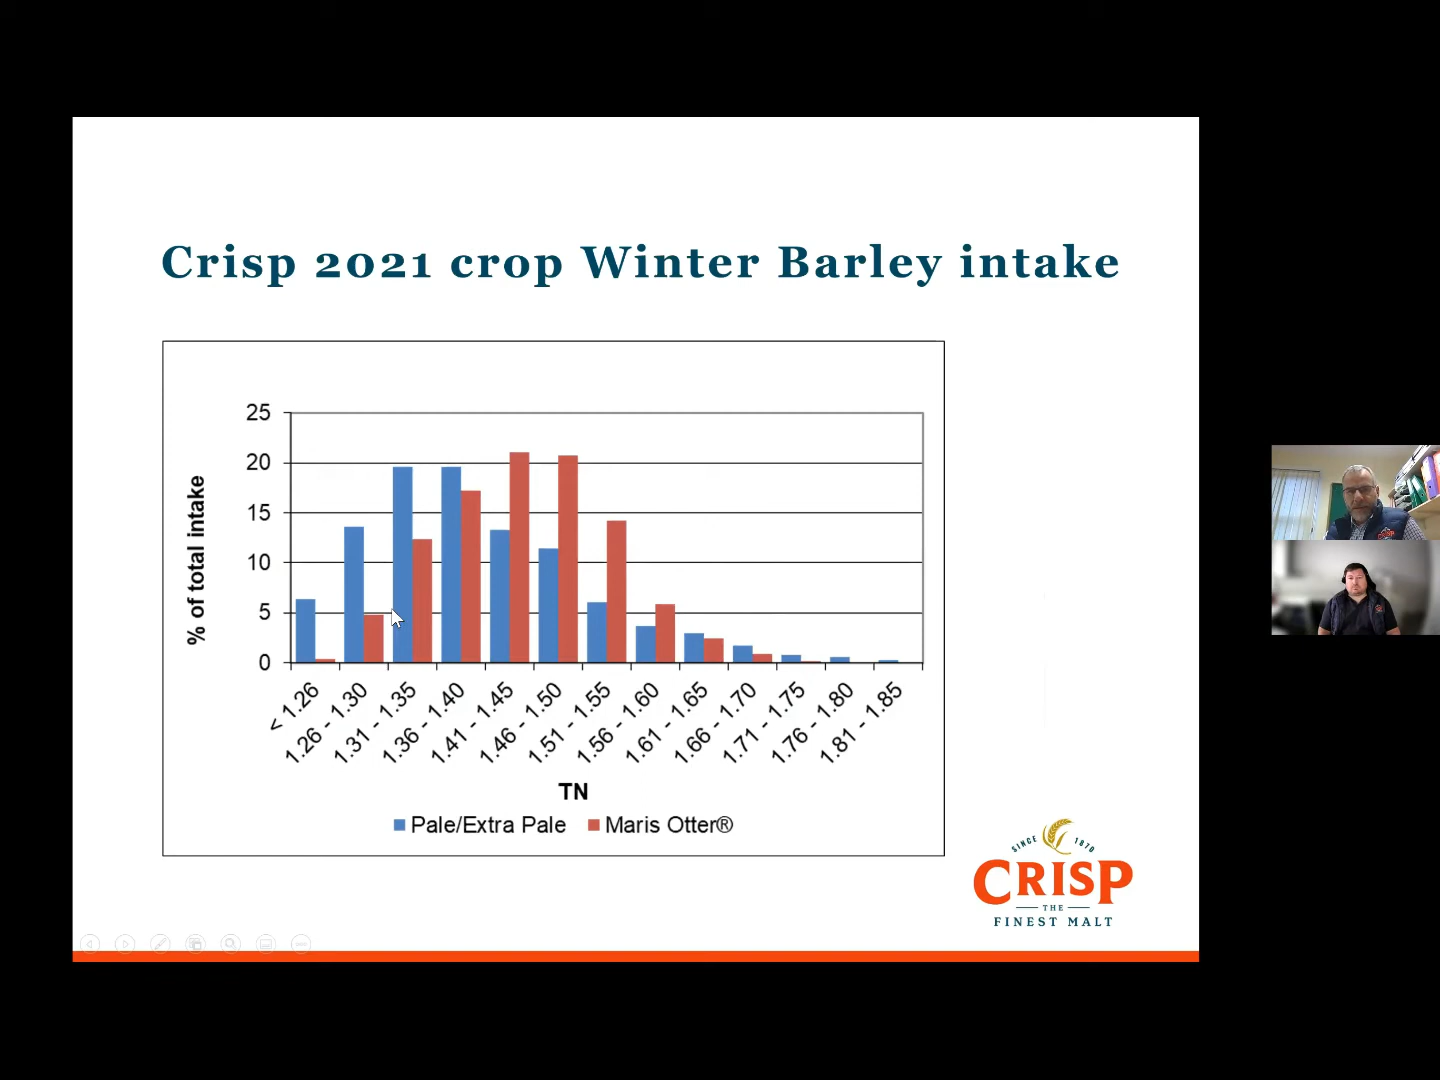 Crisp 2021 crop Winter Barley intake
25
20
15
10
5
0
% of total intake
< 1.26
1.26 - 1.30
1.31 - 1.35
1.36 - 1.40
1.41 - 1.45
1.46 - 1.50
1.51 - 1.55
1.56 - 1.60
1.61 - 1.65
1.66 - 1.70
1.71 - 1.75
1.76 - 1.80
1.81 - 1.85
TN
Pale/Extra Pale Maris Otter®
SINCE 1870
CRISP
THE
FINEST MALT